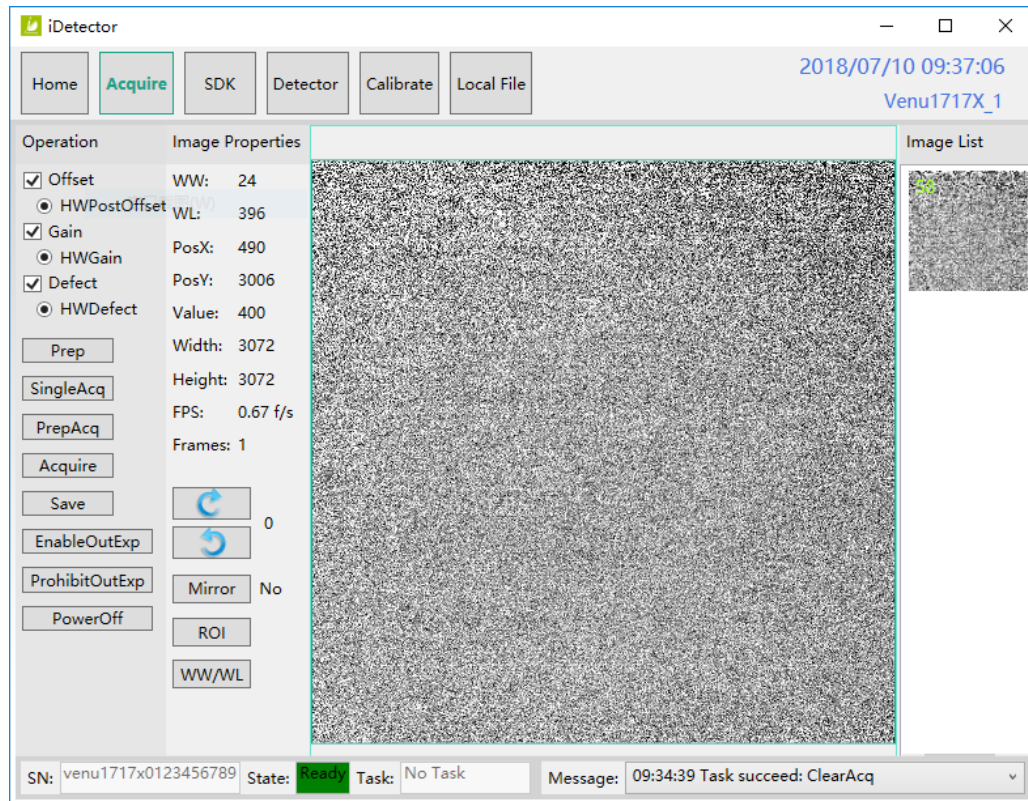 iDetector
Home
Acquire
SDK
Detector
Calibrate
Local File
2018/07/10 09:37:06
Venu1717X_1
Operation
Offset
HWPostOffset
Gain
HWGain
Defect
HWDefect
Prep
SingleAcq
PrepAcq
Acquire
Save
EnableOutExp
ProhibitOutExp
PowerOff
Image Properties
WW: 24
WL: 396
PosX: 490
PosY: 3006
Value: 400
Width: 3072
Height: 3072
FPS: 0.67 f/s
Frames: 1
0
Mirror No
ROI
WW/WL
Image List
58
SN: venu1717x0123456789 State: Ready Task: No Task Message: 09:34:39 Task succeed: ClearAcq